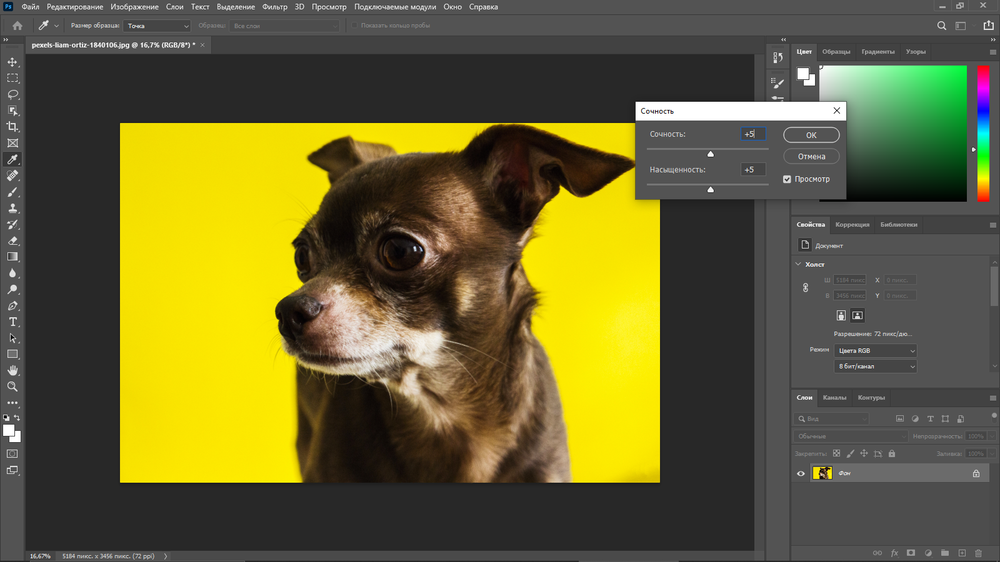 Ps Файл Редактирование Изображение Слои Текст Выделение Фильтр 3D Просмотр Подключаемые модули Окно Справка
Размер образца: Точка Образец: Все слои Показать кольцо пробы
pexels-liam-ortiz-1840106.jpg @ 16,7% (RGB/8*) *
Цвет Образцы Градиенты Узоры
Сочность
Сочность: +5
OK
Отмена
Насыщенность: +5
Просмотр
Свойства Коррекция Библиотеки
Документ
Холст
Ш 5184 пикс X 0 пикс.
В 3456 пикс Y 0 пикс.
Разрешение: 72 пикс/дю...
Режим Цвета RGB
8 бит/канал
Слои Каналы Контуры
Вид
Обычные Непрозрачность: 100%
Закрепить: Заливка: 100%
Фон
fx
16,67% 5184 пикс. x 3456 пикс. (72 ppi)